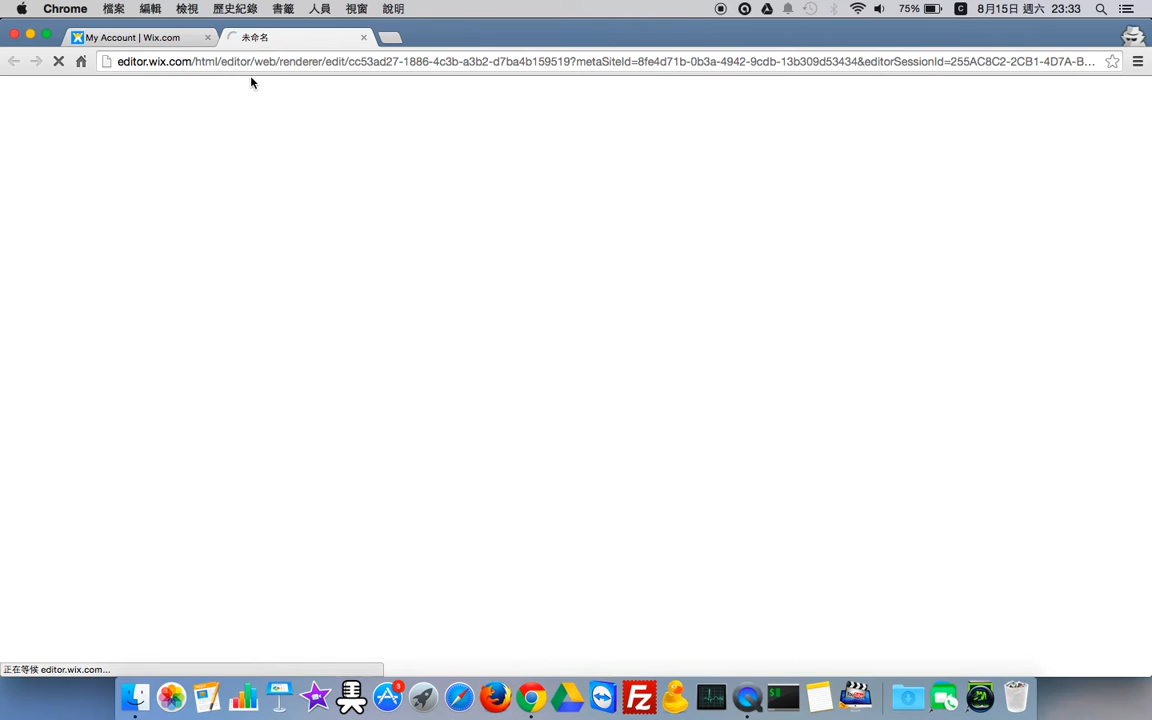 Chrome 檔案 編輯 檢視 歷史紀錄 書籤 人員 視窗 說明 75% C 8月15日 週六 23:33
My Account | Wix.com 未命名
editor.wix.com/html/editor/web/renderer/edit/cc53ad27-1886-4c3b-a3b2-d7ba4b159519?metaSiteId=8fe4d71b-0b3a-4942-9cdb-13b309d53434&editorSessionId=255AC8C2-2CB1-4D7A-B...
正在等候 editor.wix.com...
3
Fz